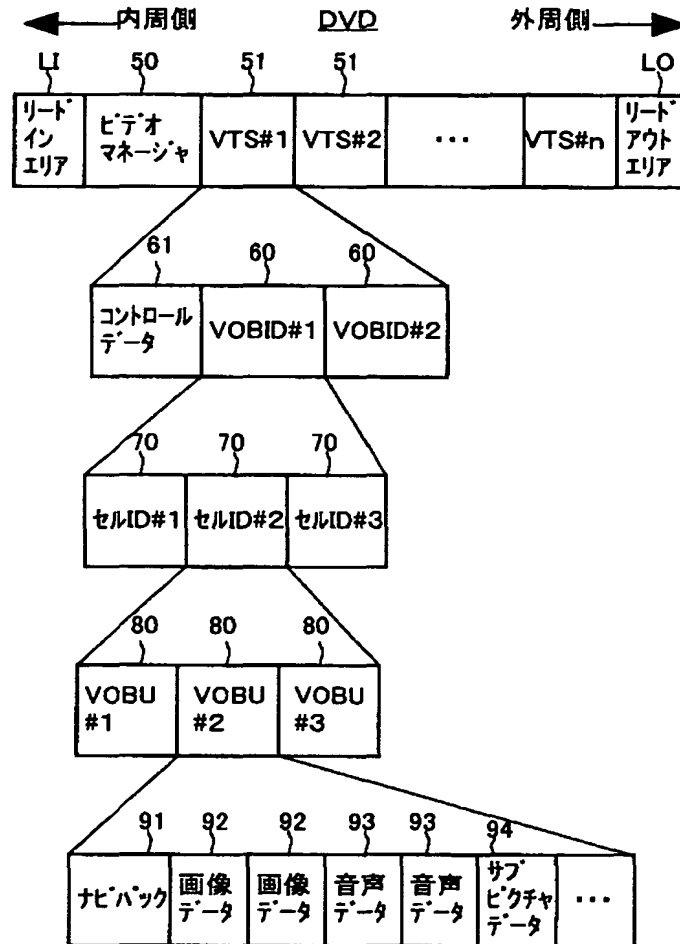 内周側 DVD 外周側
LI 50 51 51 LO
リード
イン
エリア
ビデオ
マネージャ
VTS#1
VTS#2
・・・
VTS#n
リード
アウト
エリア
61 60 60
コントロール
データ
VOBID#1
VOBID#2
70 70 70
セルID#1
セルID#2
セルID#3
80 80 80
VOBU
#1
VOBU
#2
VOBU
#3
91 92 92 93 93 94
ナビパック
画像
データ
画像
データ
音声
データ
音声
データ
サブ
ピクチャ
データ
・・・